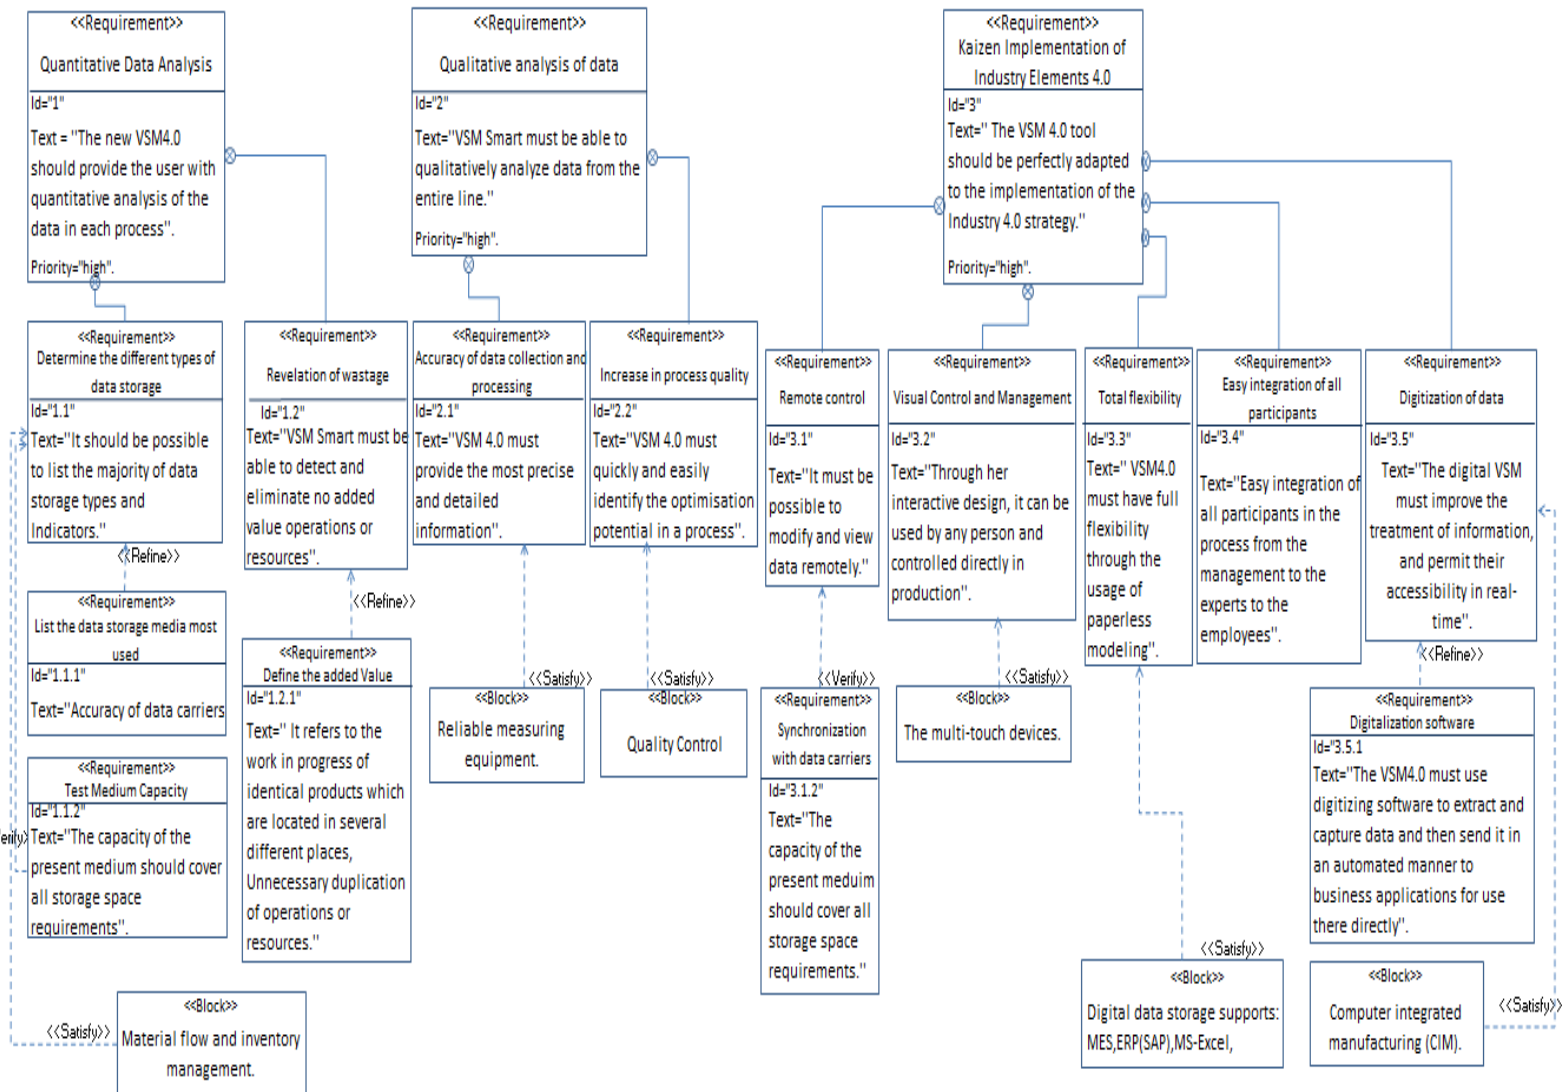 <<Requirement>>
Quantitative Data Analysis
Id="1"
Text = "The new VSM4.0
should provide the user with
quantitative analysis of the
data in each process".
Priority="high".
<<Requirement>>
Qualitative analysis of data
Id="2"
Text="VSM Smart must be able to
qualitatively analyze data from the
entire line."
Priority="high".
<<Requirement>>
Kaizen Implementation of
Industry Elements 4.0
Id="3"
Text=" The VSM 4.0 tool
should be perfectly adapted
to the implementation of the
Industry 4.0 strategy."
Priority="high".
<<Requirement>>
Determine the different types of
data storage
Id="1.1"
Text="It should be possible
to list the majority of data
storage types and
Indicators."
<<Requirement>>
Revelation of wastage
Id="1.2"
Text="VSM Smart must be
able to detect and
eliminate no added
value operations or
resources".
<<Requirement>>
Accuracy of data collection and
processing
Id="2.1"
Text="VSM 4.0 must
provide the most precise
and detailed
information".
<<Requirement>>
Increase in process quality
Id="2.2"
Text="VSM 4.0 must
quickly and easily
identify the optimisation
potential in a process".
<<Requirement>>
Remote control
Id="3.1"
Text="It must be
possible to
modify and view
data remotely."
<<Requirement>>
Visual Control and Management
Id="3.2"
Text="Through her
interactive design, it can be
used by any person and
controlled directly in
production".
<<Requirement>>
Total flexibility
Id="3.3"
Text=" VSM4.0
must have full
flexibility
through the
usage of
paperless
modeling".
<<Requirement>>
Easy integration of all
participants
Id="3.4"
Text="Easy integration of
all participants in the
process from the
management to the
experts to the
employees".
<<Requirement>>
Digitization of data
Id="3.5"
Text="The digital VSM
must improve the
treatment of information,
and permit their
accessibility in real-
time".
<<Refine>>
<<Requirement>>
List the data storage media most
used
Id="1.1.1"
Text="Accuracy of data carriers
<<Refine>>
<<Requirement>>
Define the added Value
Id="1.2.1"
Text=" It refers to the
work in progress of
identical products which
are located in several
different places,
Unnecessary duplication
of operations or
resources."
<<Satisfy>>
<<Block>>
Reliable measuring
equipment.
<<Satisfy>>
<<Block>>
Quality Control
<<Verify>>
<<Requirement>>
Synchronization
with data carriers
Id="3.1.2"
Text="The
capacity of the
present meduim
should cover all
storage space
requirements."
<<Satisfy>>
<<Block>>
The multi-touch devices.
<<Refine>>
<<Requirement>>
Digitalization software
Id="3.5.1
Text="The VSM4.0 must use
digitizing software to extract and
capture data and then send it in
an automated manner to
business applications for use
there directly".
<<Requirement>>
Test Medium Capacity
Id="1.1.2"
Text="The capacity of the
present medium should cover
all storage space
requirements".
<<Satisfy>>
<<Block>>
Material flow and inventory
management.
<<Satisfy>>
<<Block>>
Digital data storage supports:
MES,ERP(SAP),MS-Excel,
<<Block>>
Computer integrated
manufacturing (CIM).
<<Satisfy>>